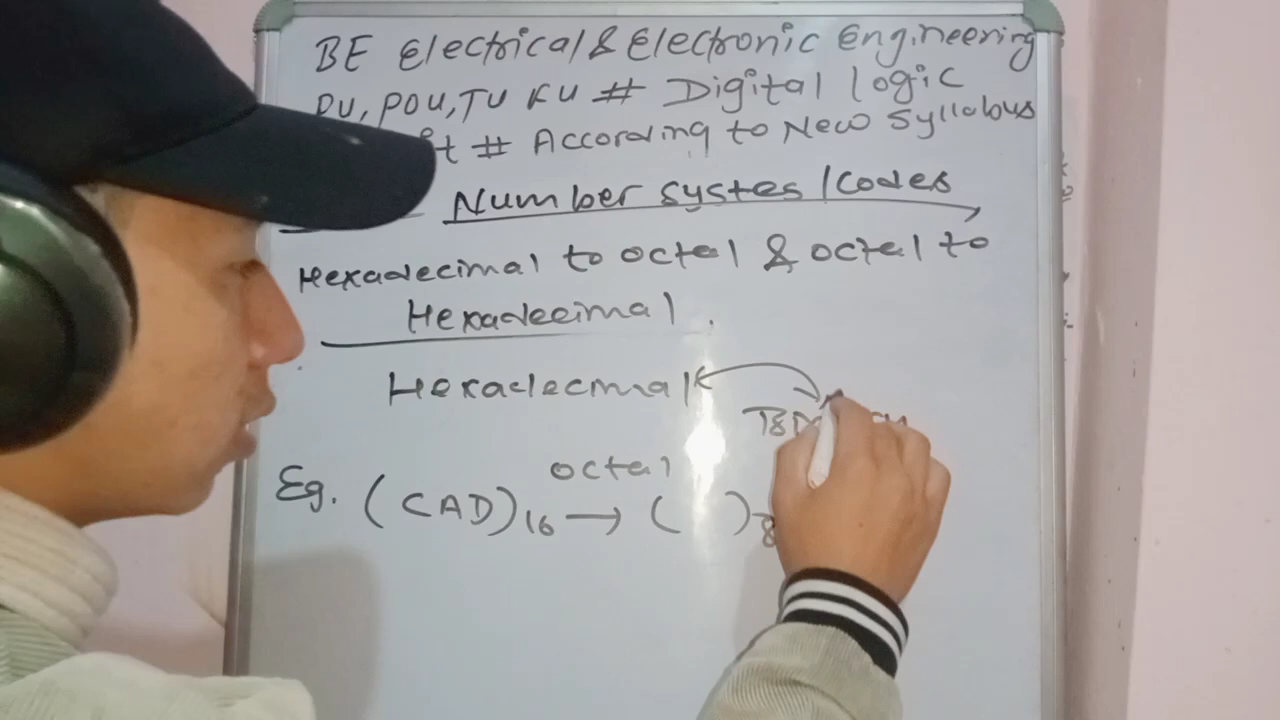 BE Electrical & Electronic Engineering
PU, POU, TU KU # Digital logic
# According to New Syllabus
Number systes / Codes
Hexadecimal to octal & octal to
Hexadecimal.
Hexadecmal
octal
Eg. (CAD)16 → ( )8